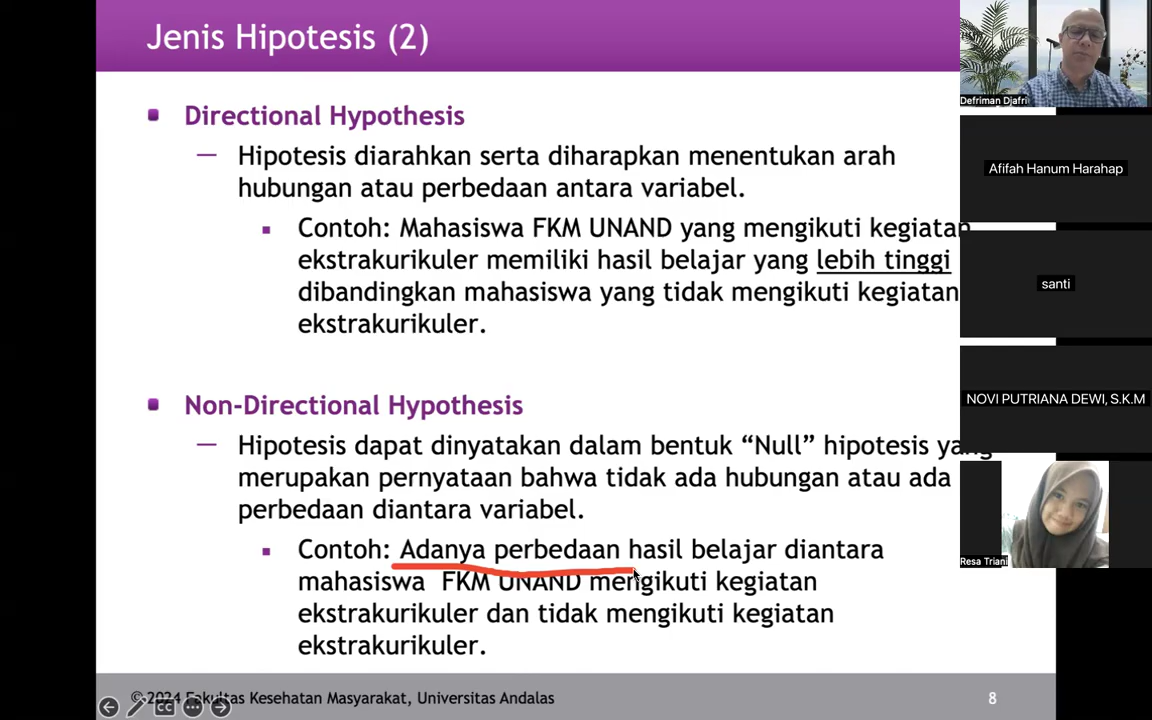 Jenis Hipotesis (2)
Directional Hypothesis
Hipotesis diarahkan serta diharapkan menentukan arah
hubungan atau perbedaan antara variabel.
Contoh: Mahasiswa FKM UNAND yang mengikuti kegiatan
ekstrakurikuler memiliki hasil belajar yang lebih tinggi
dibandingkan mahasiswa yang tidak mengikuti kegiatan
ekstrakurikuler.
Non-Directional Hypothesis
Hipotesis dapat dinyatakan dalam bentuk “Null” hipotesis yang
merupakan pernyataan bahwa tidak ada hubungan atau ada
perbedaan diantara variabel.
Contoh: Adanya perbedaan hasil belajar diantara
mahasiswa FKM UNAND mengikuti kegiatan
ekstrakurikuler dan tidak mengikuti kegiatan
ekstrakurikuler.
©2024 Fakultas Kesehatan Masyarakat, Universitas Andalas
8
CC
Defriman Djafri
Afifah Hanum Harahap
santi
NOVI PUTRIANA DEWI, S.K.M
Resa Triani